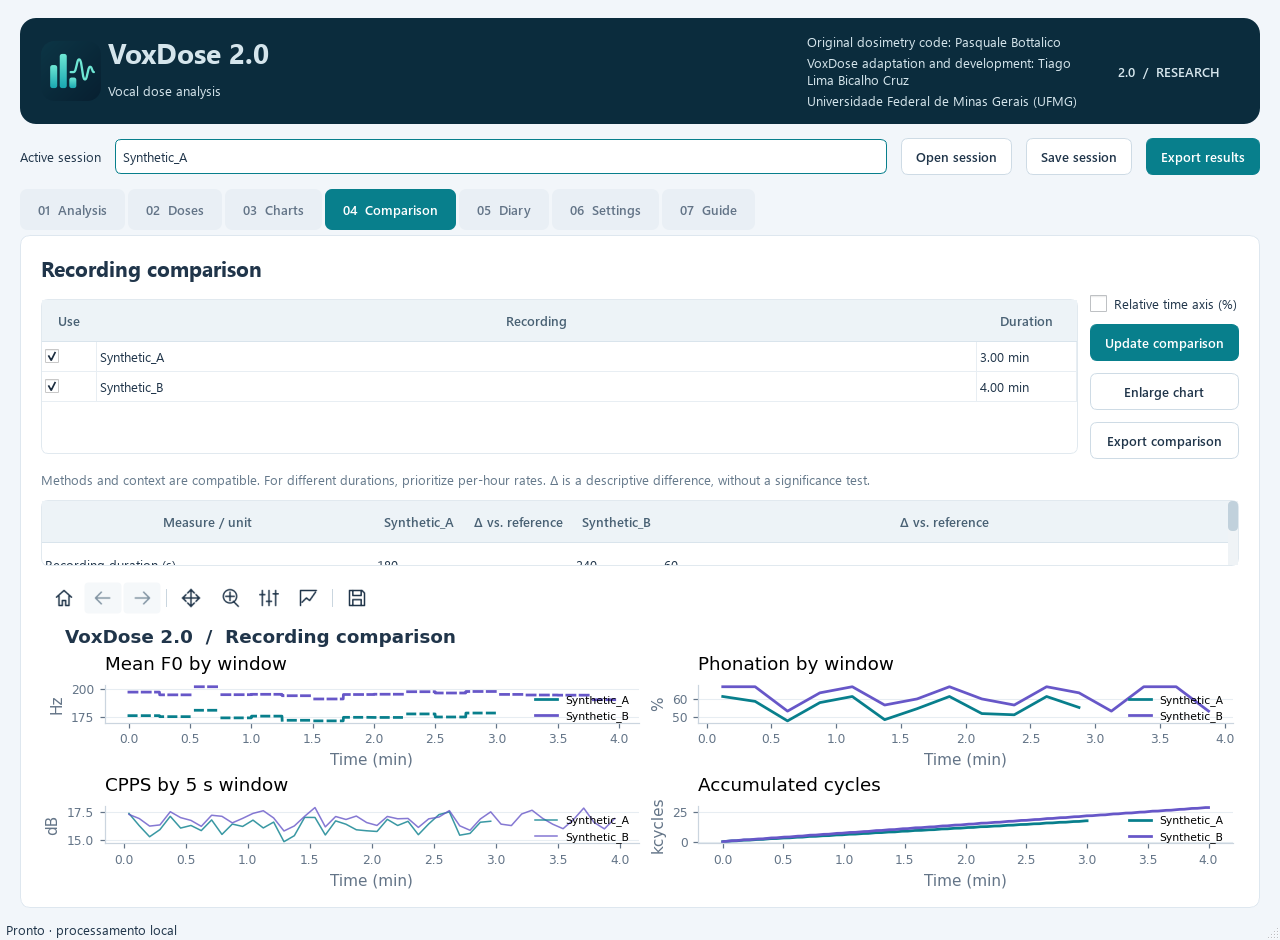 VoxDose 2.0
Vocal dose analysis
Original dosimetry code: Pasquale Bottalico
VoxDose adaptation and development: Tiago
Lima Bicalho Cruz
Universidade Federal de Minas Gerais (UFMG)
2.0 / RESEARCH
Active session
Synthetic_A
Open session
Save session
Export results
01 Analysis
02 Doses
03 Charts
04 Comparison
05 Diary
06 Settings
07 Guide
Recording comparison
Use Recording Duration
Synthetic_A 3.00 min
Synthetic_B 4.00 min
Relative time axis (%)
Update comparison
Enlarge chart
Export comparison
Methods and context are compatible. For different durations, prioritize per-hour rates. Δ is a descriptive difference, without a significance test.
Measure / unit Synthetic_A Δ vs. reference Synthetic_B Δ vs. reference
Recording duration (s) 180 240 60
VoxDose 2.0 / Recording comparison
Mean F0 by window
Hz
200
175
Synthetic_A
Synthetic_B
0.0 0.5 1.0 1.5 2.0 2.5 3.0 3.5 4.0
Time (min)
Phonation by window
%
60
50
Synthetic_A
Synthetic_B
0.0 0.5 1.0 1.5 2.0 2.5 3.0 3.5 4.0
Time (min)
CPPS by 5 s window
dB
17.5
15.0
Synthetic_A
Synthetic_B
0.0 0.5 1.0 1.5 2.0 2.5 3.0 3.5 4.0
Time (min)
Accumulated cycles
kcycles
25
0
Synthetic_A
Synthetic_B
0.0 0.5 1.0 1.5 2.0 2.5 3.0 3.5 4.0
Time (min)
Pronto · processamento local